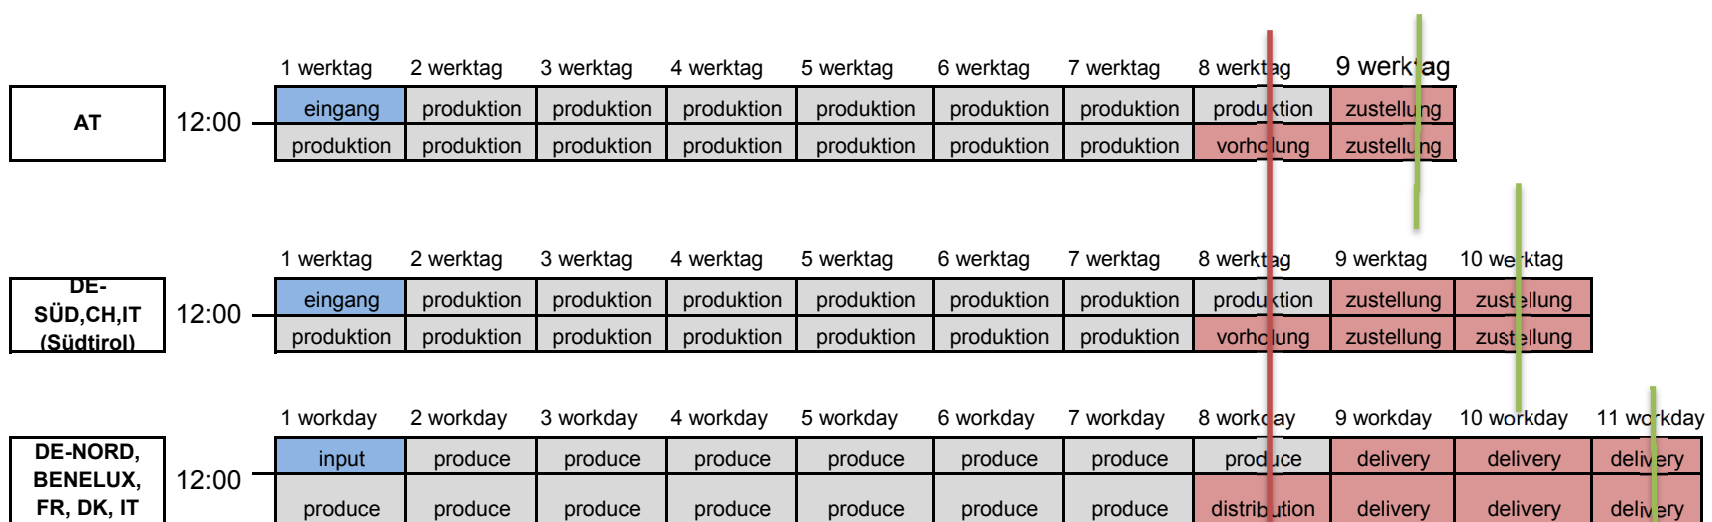 1 werktag 2 werktag 3 werktag 4 werktag 5 werktag 6 werktag 7 werktag 8 werktag 9 werktag
AT 12:00 eingang produktion produktion produktion produktion produktion produktion produktion zustellung
produktion produktion produktion produktion produktion produktion produktion vorholung zustellung
1 werktag 2 werktag 3 werktag 4 werktag 5 werktag 6 werktag 7 werktag 8 werktag 9 werktag 10 werktag
DE-
SÜD,CH,IT
(Südtirol)
12:00 eingang produktion produktion produktion produktion produktion produktion produktion zustellung zustellung
produktion produktion produktion produktion produktion produktion produktion vorholung zustellung zustellung
1 workday 2 workday 3 workday 4 workday 5 workday 6 workday 7 workday 8 workday 9 workday 10 workday 11 workday
DE-NORD,
BENELUX,
FR, DK, IT
12:00 input produce produce produce produce produce produce produce delivery delivery delivery
produce produce produce produce produce produce produce distribution delivery delivery delivery